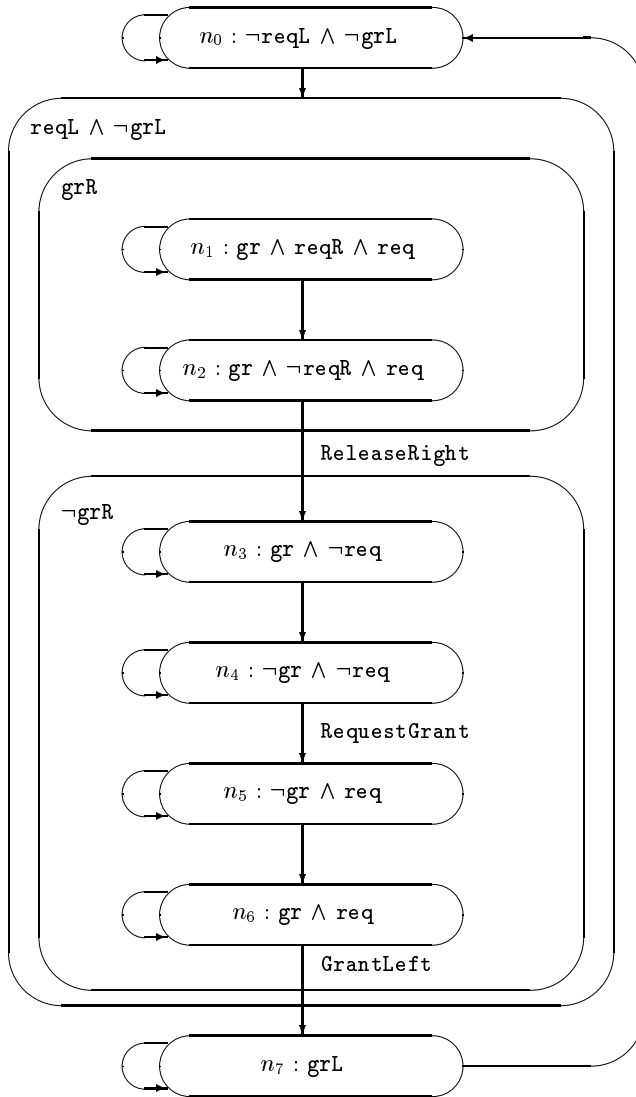 n₀ : ¬reqL ∧ ¬grL
reqL ∧ ¬grL
grR
n₁ : gr ∧ reqR ∧ req
n₂ : gr ∧ ¬reqR ∧ req
ReleaseRight
¬grR
n₃ : gr ∧ ¬req
n₄ : ¬gr ∧ ¬req
RequestGrant
n₅ : ¬gr ∧ req
n₆ : gr ∧ req
GrantLeft
n₇ : grL